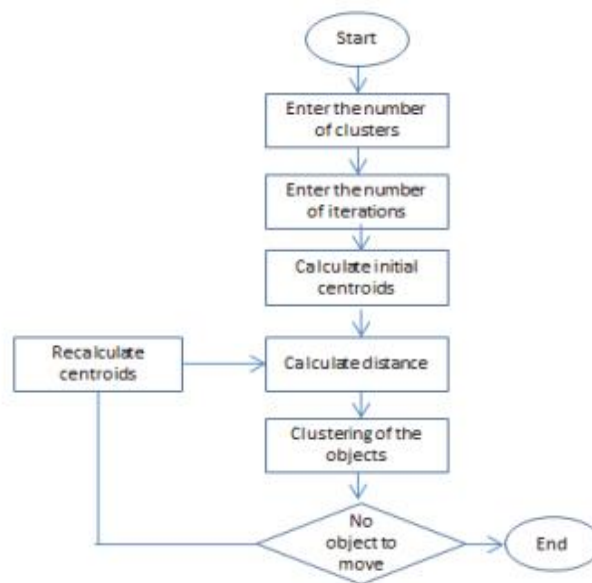 Start
Enter the number
of clusters
Enter the number
of iterations
Calculate initial
centroids
Recalculate
centroids
Calculate distance
Clustering of the
objects
No
object to
move
End